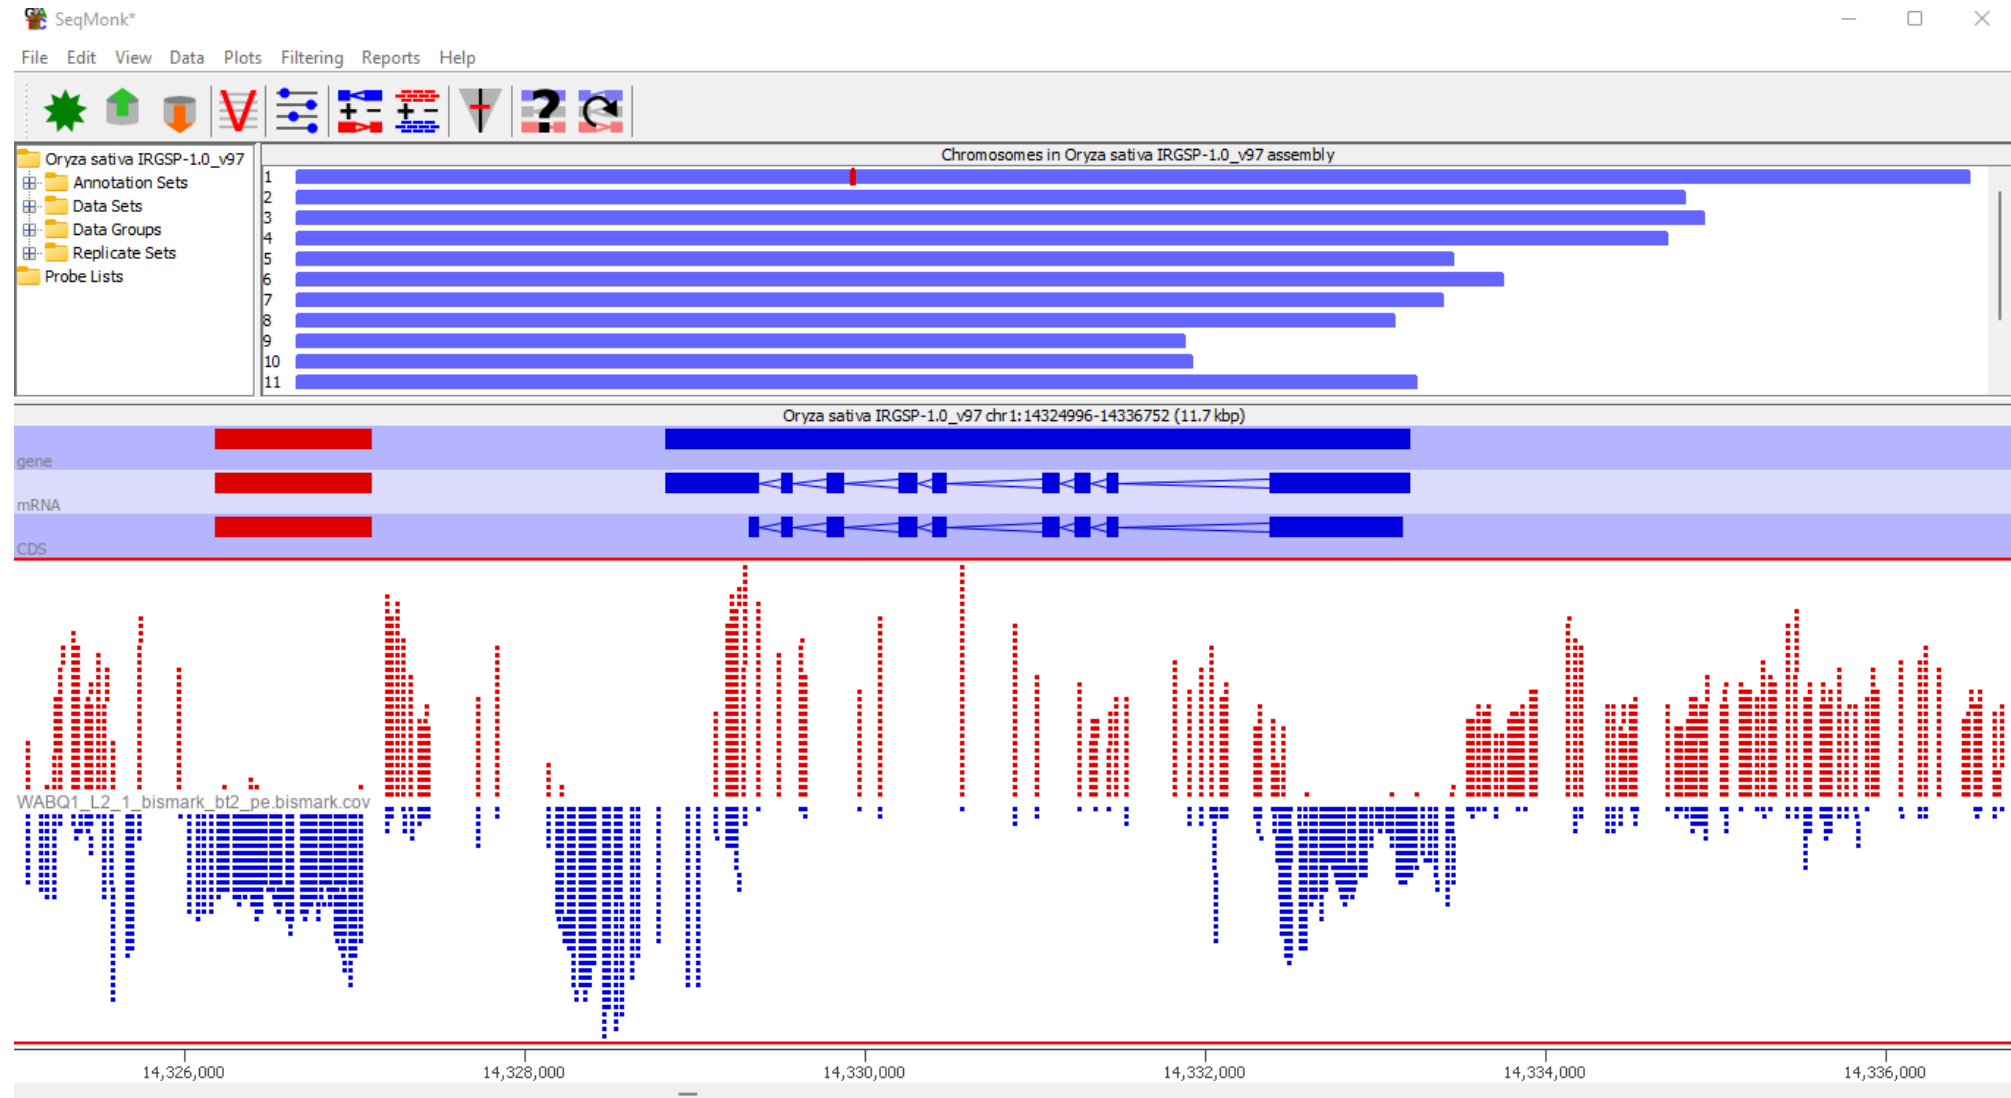 SeqMonk*
File Edit View Data Plots Filtering Reports Help
Oryza sativa IRGSP-1.0_v97
Annotation Sets
Data Sets
Data Groups
Replicate Sets
Probe Lists
Chromosomes in Oryza sativa IRGSP-1.0_v97 assembly
1
2
3
4
5
6
7
8
9
10
11
Oryza sativa IRGSP-1.0_v97 chr1:14324996-14336752 (11.7 kbp)
gene
mRNA
CDS
WABQ1_L2_1_bismark_bt2_pe.bismark.cov
14,326,000 14,328,000 14,330,000 14,332,000 14,334,000 14,336,000